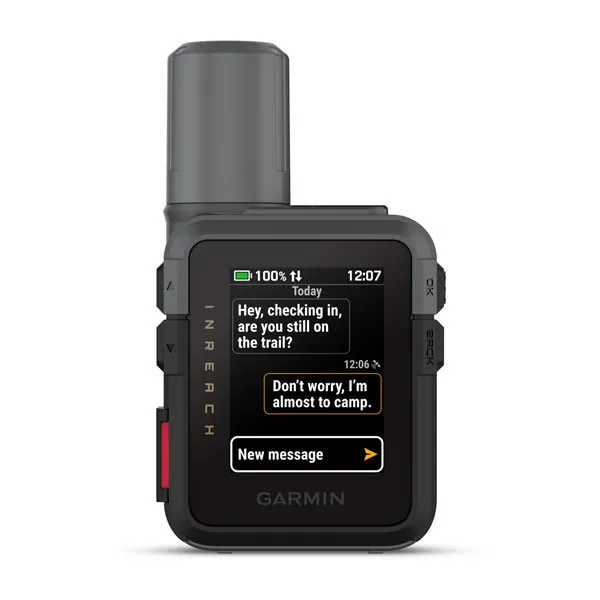 100% 12:07
Today
Hey, checking in,
are you still on
the trail?
12:06
Don't worry, I'm
almost to camp.
New message
INREACH
GARMIN
OK
BACK